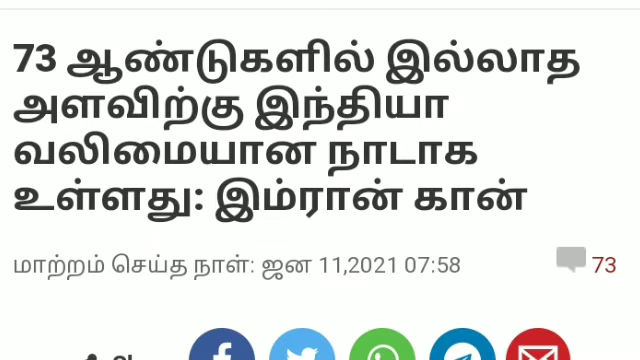 73 ஆண்டுகளில் இல்லாத
அளவிற்கு இந்தியா
வலிமையான நாடாக
உள்ளது: இம்ரான் கான்
மாற்றம் செய்த நாள்: ஜன 11,2021 07:58
73